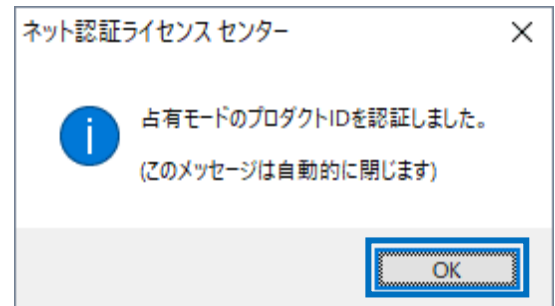 ネット認証ライセンス センター
占有モードのプロダクトIDを認証しました。
(このメッセージは自動的に閉じます)
OK